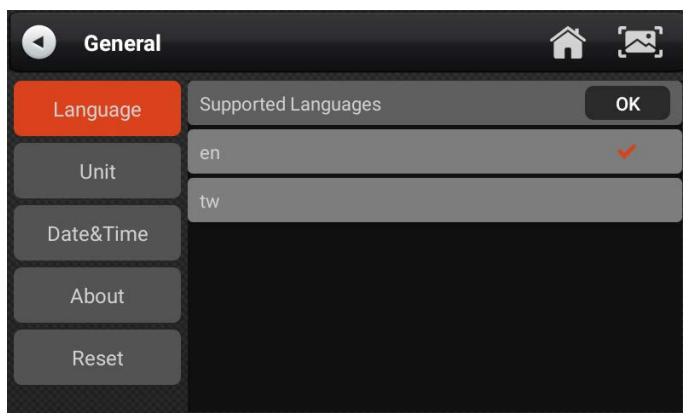 General
Language
Supported Languages
OK
en
Unit
tw
Date&Time
About
Reset